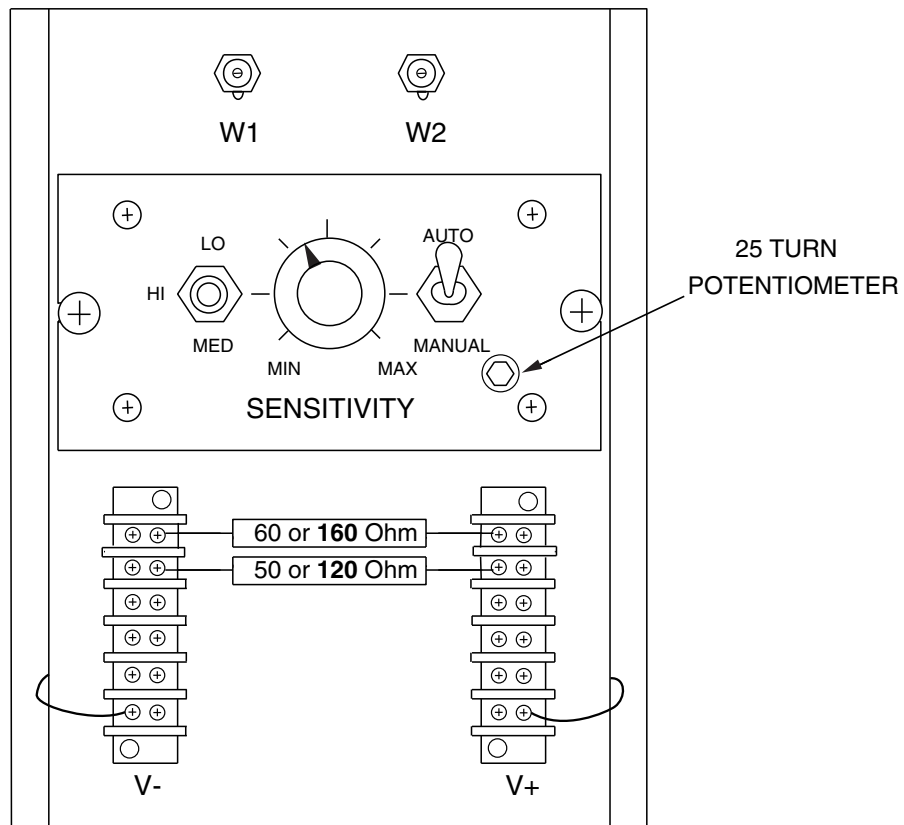 W1
W2
LO
AUTO
25 TURN
POTENTIOMETER
HI
MED
MANUAL
MIN
MAX
SENSITIVITY
60 or 160 Ohm
50 or 120 Ohm
V-
V+